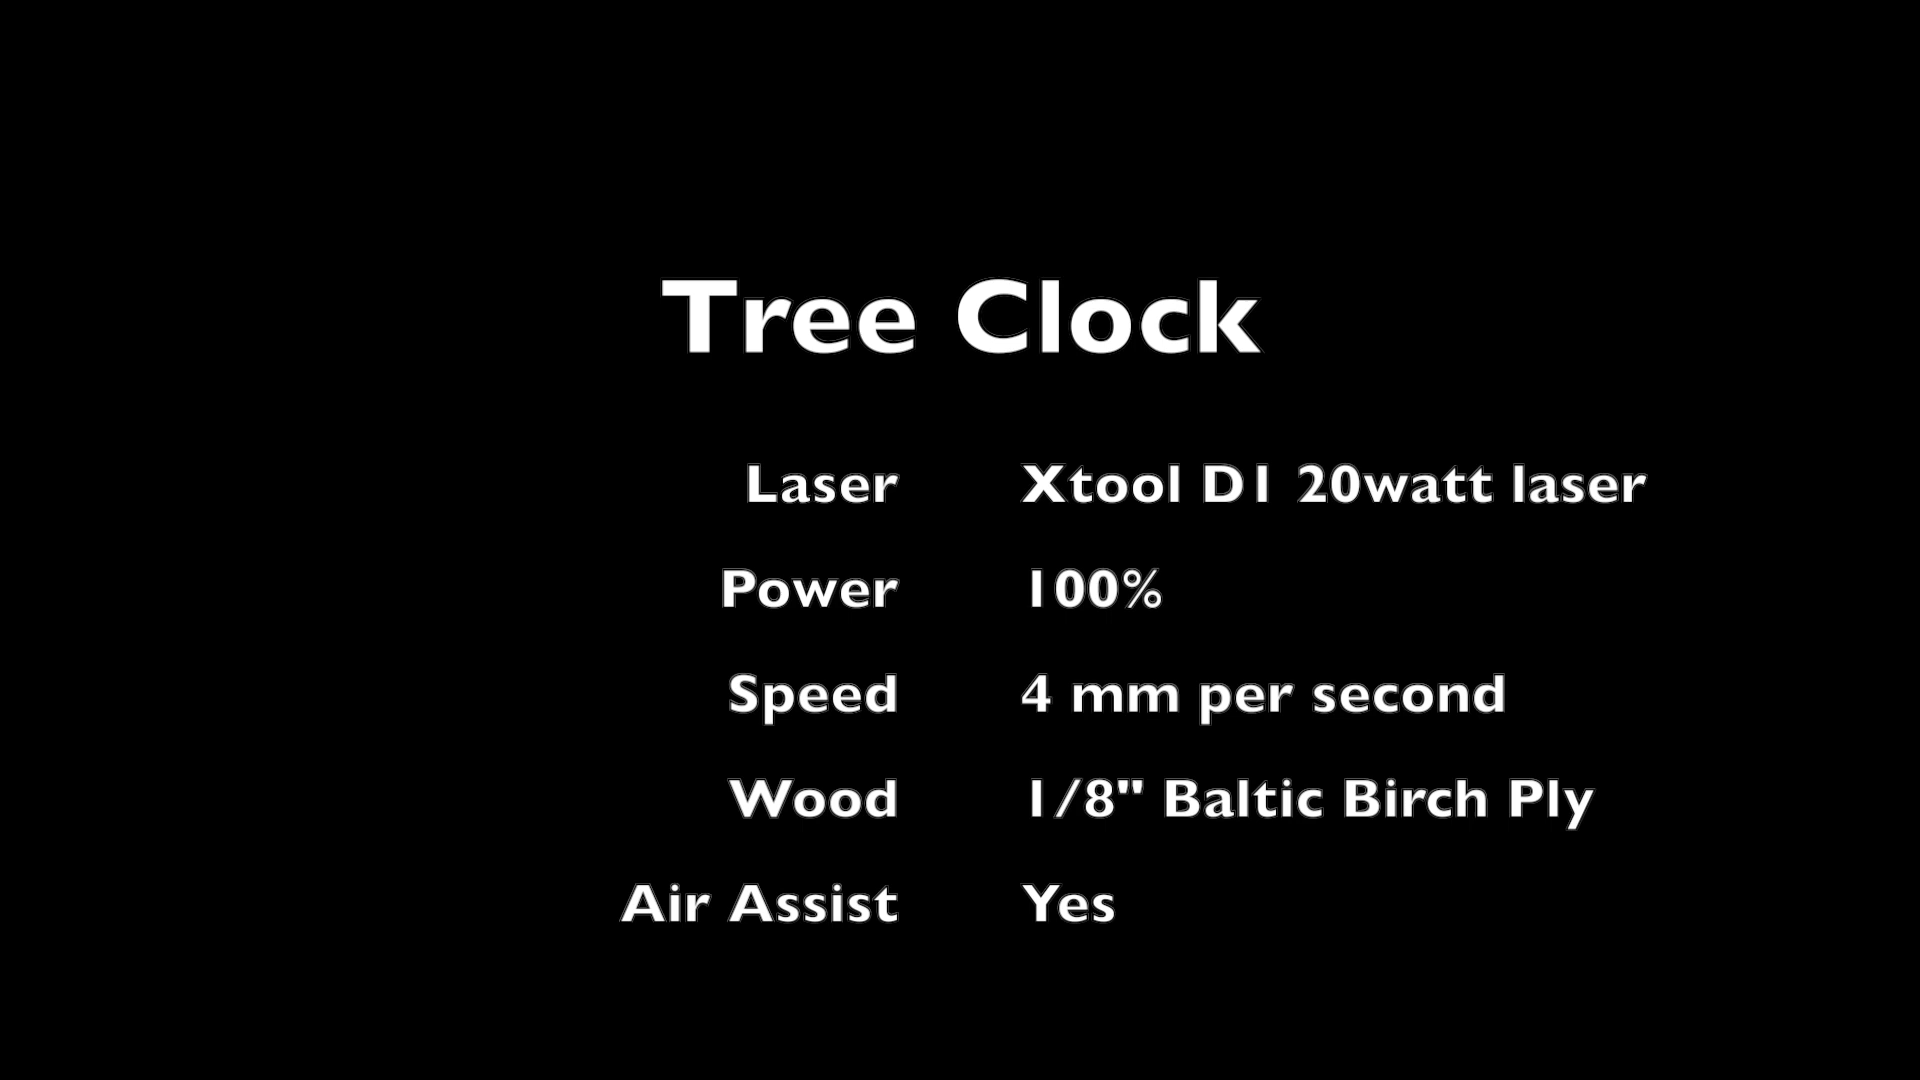 Tree Clock
Laser Xtool D1 20watt laser
Power 100%
Speed 4 mm per second
Wood 1/8" Baltic Birch Ply
Air Assist Yes